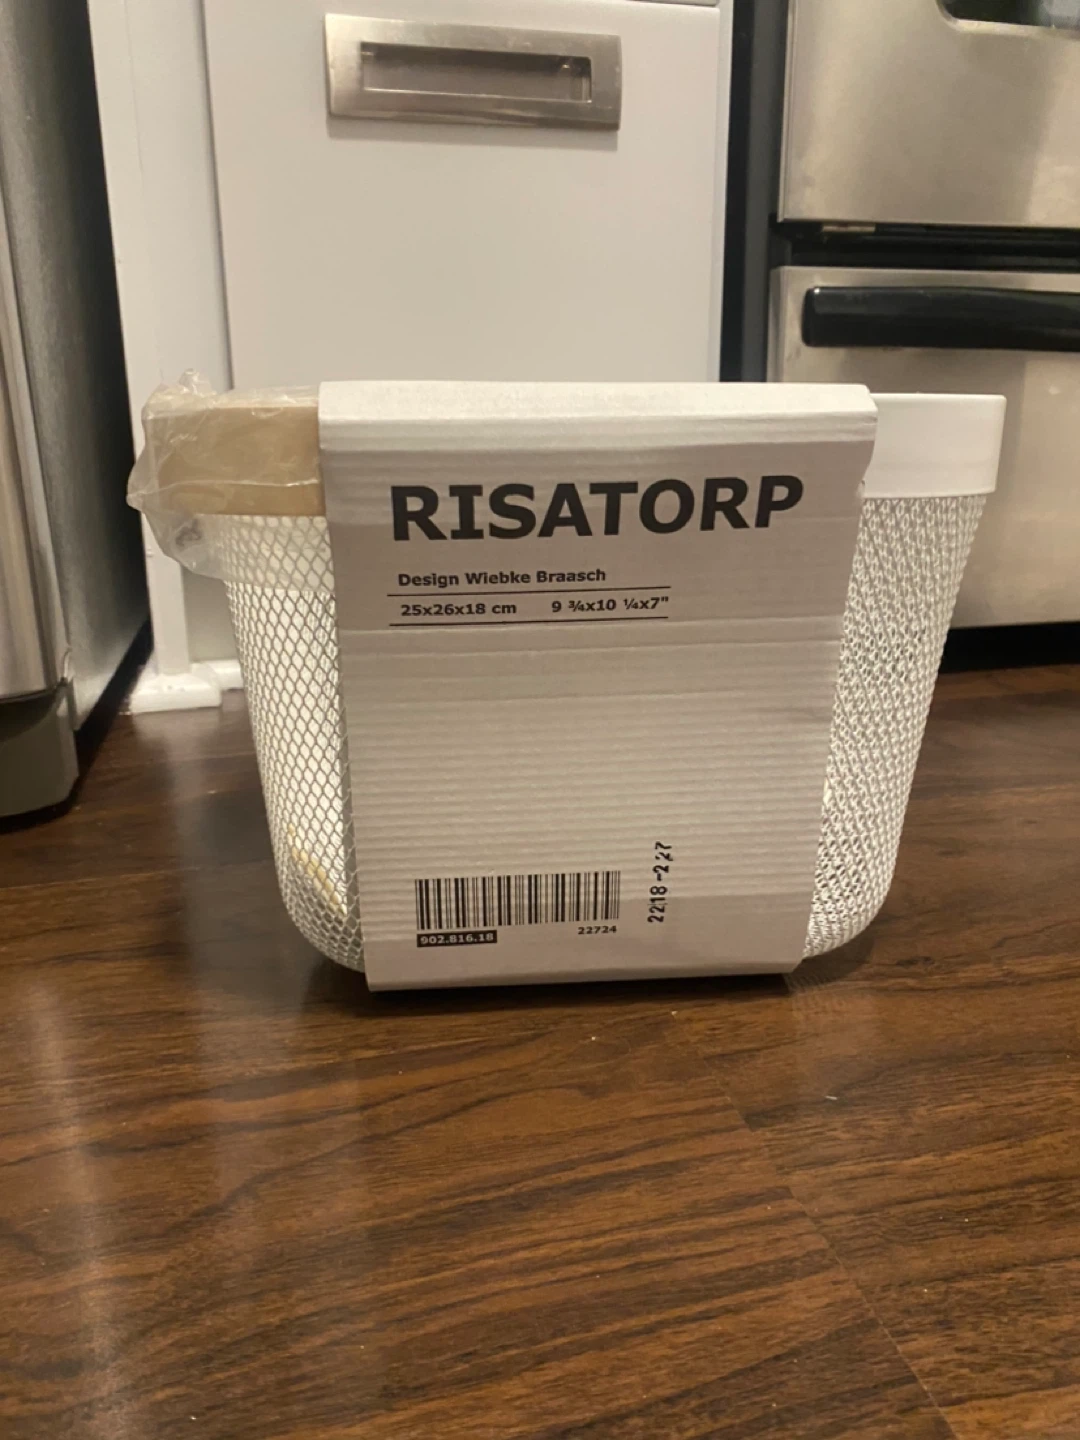 RISATORP
Design Wiebke Braasch
25x26x18 cm 9 ¾x10 ¼x7"
902.816.18
22724
2218-227